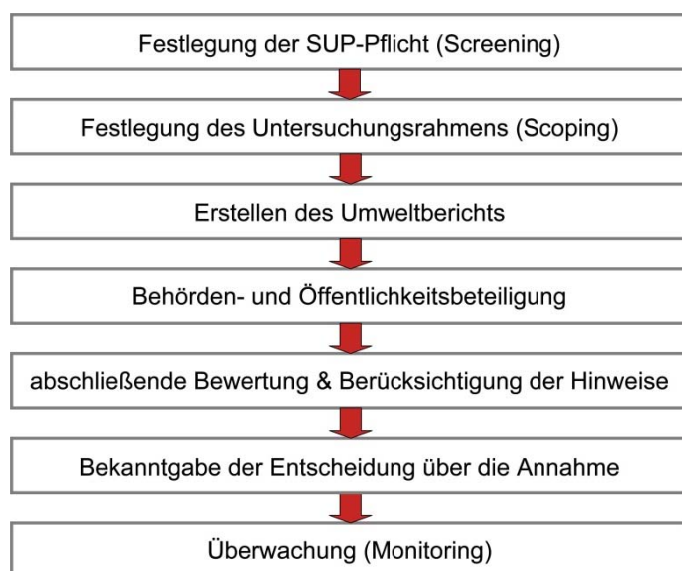 Festlegung der SUP-Pflicht (Screening)
Festlegung des Untersuchungsrahmens (Scoping)
Erstellen des Umweltberichts
Behörden- und Öffentlichkeitsbeteiligung
abschließende Bewertung & Berücksichtigung der Hinweise
Bekanntgabe der Entscheidung über die Annahme
Überwachung (Monitoring)